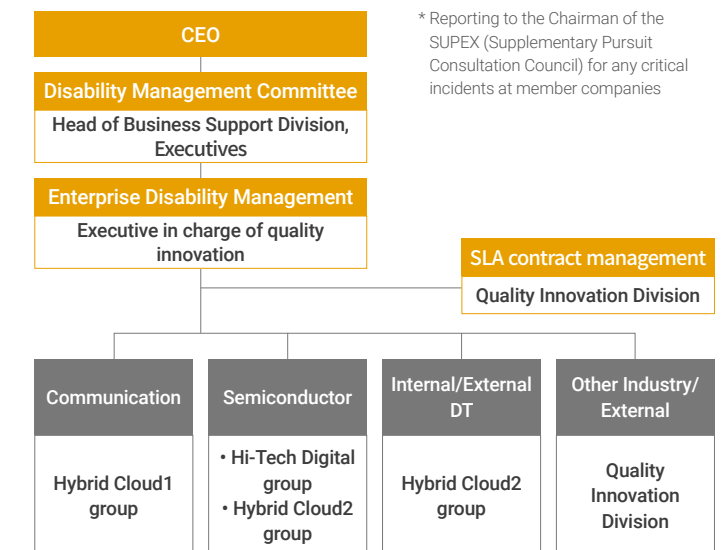 CEO
* Reporting to the Chairman of the
SUPEX (Supplementary Pursuit
Consultation Council) for any critical
incidents at member companies
Disability Management Committee
Head of Business Support Division,
Executives
Enterprise Disability Management
Executive in charge of quality
innovation
SLA contract management
Quality Innovation Division
Communication
Hybrid Cloud1
group
Semiconductor
• Hi-Tech Digital
group
• Hybrid Cloud2
group
Internal/External
DT
Hybrid Cloud2
group
Other Industry/
External
Quality
Innovation
Division